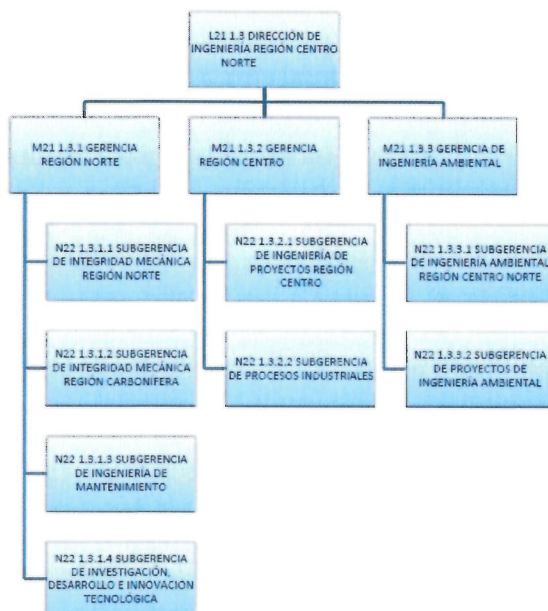 L21 1.3 DIRECCIÓN DE
INGENIERÍA REGIÓN CENTRO
NORTE
M21 1.3.1 GERENCIA
REGIÓN NORTE
M21 1.3.2 GERENCIA
REGIÓN CENTRO
M21 1.3.3 GERENCIA DE
INGENIERÍA AMBIENTAL
N22 1.3.1.1 SUBGERENCIA
DE INTEGRIDAD MECÁNICA
REGIÓN NORTE
N22 1.3.2.1 SUBGERENCIA
DE INGENIERÍA DE
PROYECTOS REGIÓN
CENTRO
N22 1.3.3.1 SUBGERENCIA
DE INGENIERIA AMBIENTAL
REGIÓN CENTRO NORTE
N22 1.3.1.2 SUBGERENCIA
DE INTEGRIDAD MECÁNICA
REGIÓN CARBONÍFERA
N22 1.3.2.2 SUBGERENCIA
DE PROCESOS INDUSTRIALES
N22 1.3.3.2 SUBGERENCIA
DE PROYECTOS DE
INGENIERÍA AMBIENTAL
N22 1.3.1.3 SUBGERENCIA
DE INGENIERÍA DE
MANTENIMIENTO
N22 1.3.1.4 SUBGERENCIA
DE INVESTIGACIÓN,
DESARROLLO E INNOVACIÓN
TECNOLÓGICA